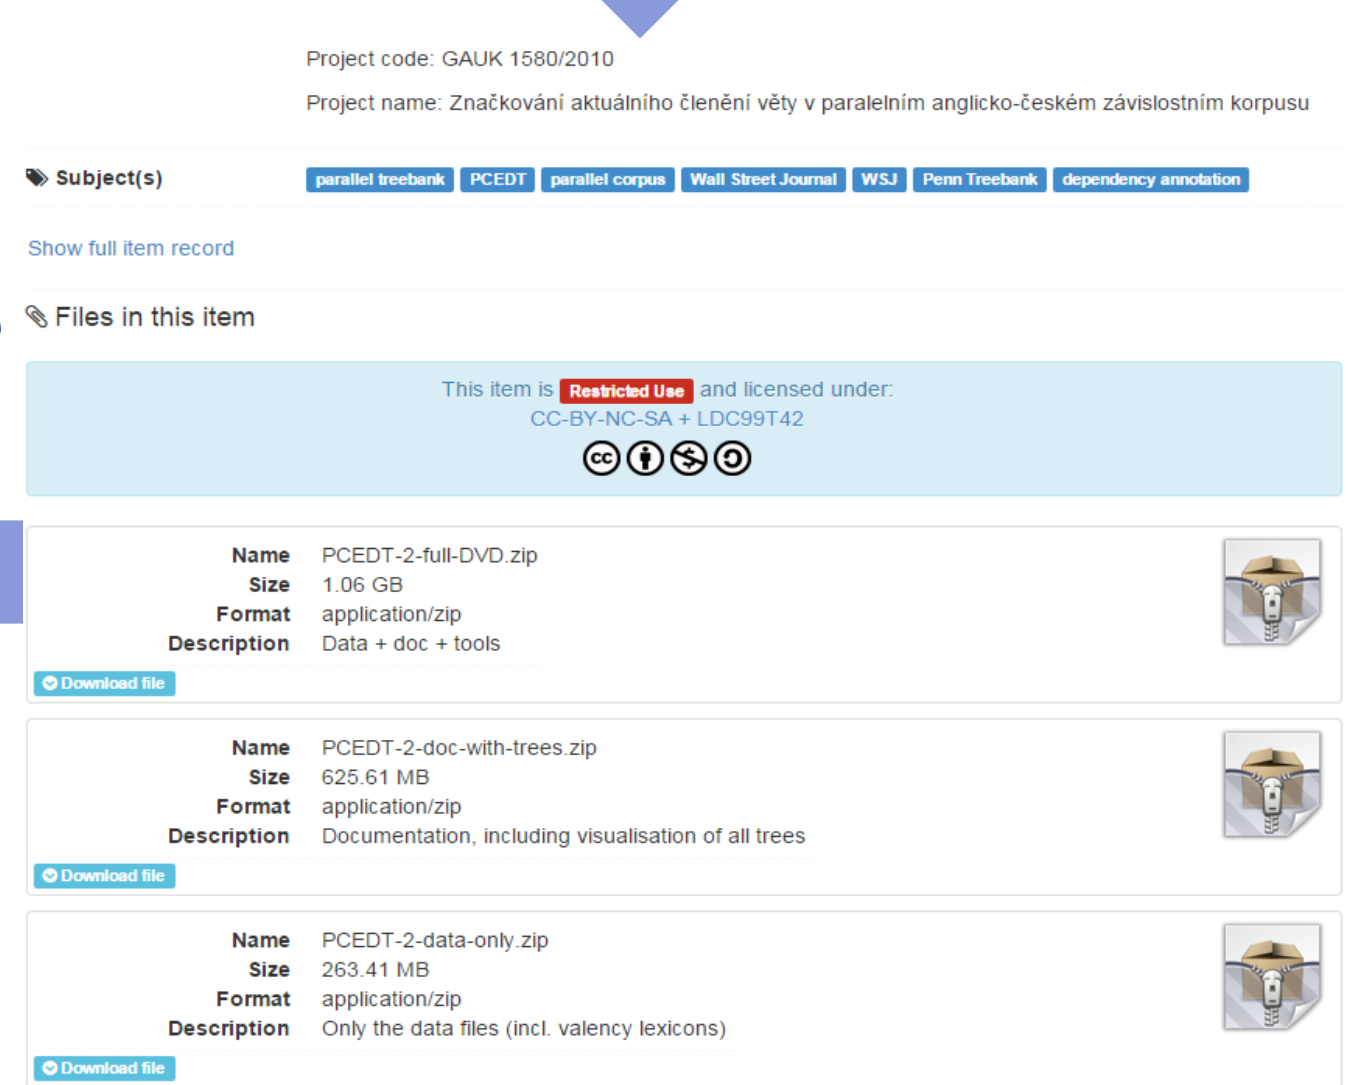 Project code: GAUK 1580/2010
Project name: Značkování aktuálního členění věty v paralelním anglicko-českém závislostním korpusu
Subject(s) parallel treebank PCEDT parallel corpus Wall Street Journal WSJ Penn Treebank dependency annotation
Show full item record
Files in this item
This item is Restricted Use and licensed under:
CC-BY-NC-SA + LDC99T42
cc
Name PCEDT-2-full-DVD.zip
Size 1.06 GB
Format application/zip
Description Data + doc + tools
Download file
Name PCEDT-2-doc-with-trees.zip
Size 625.61 MB
Format application/zip
Description Documentation, including visualisation of all trees
Download file
Name PCEDT-2-data-only.zip
Size 263.41 MB
Format application/zip
Description Only the data files (incl. valency lexicons)
Download file